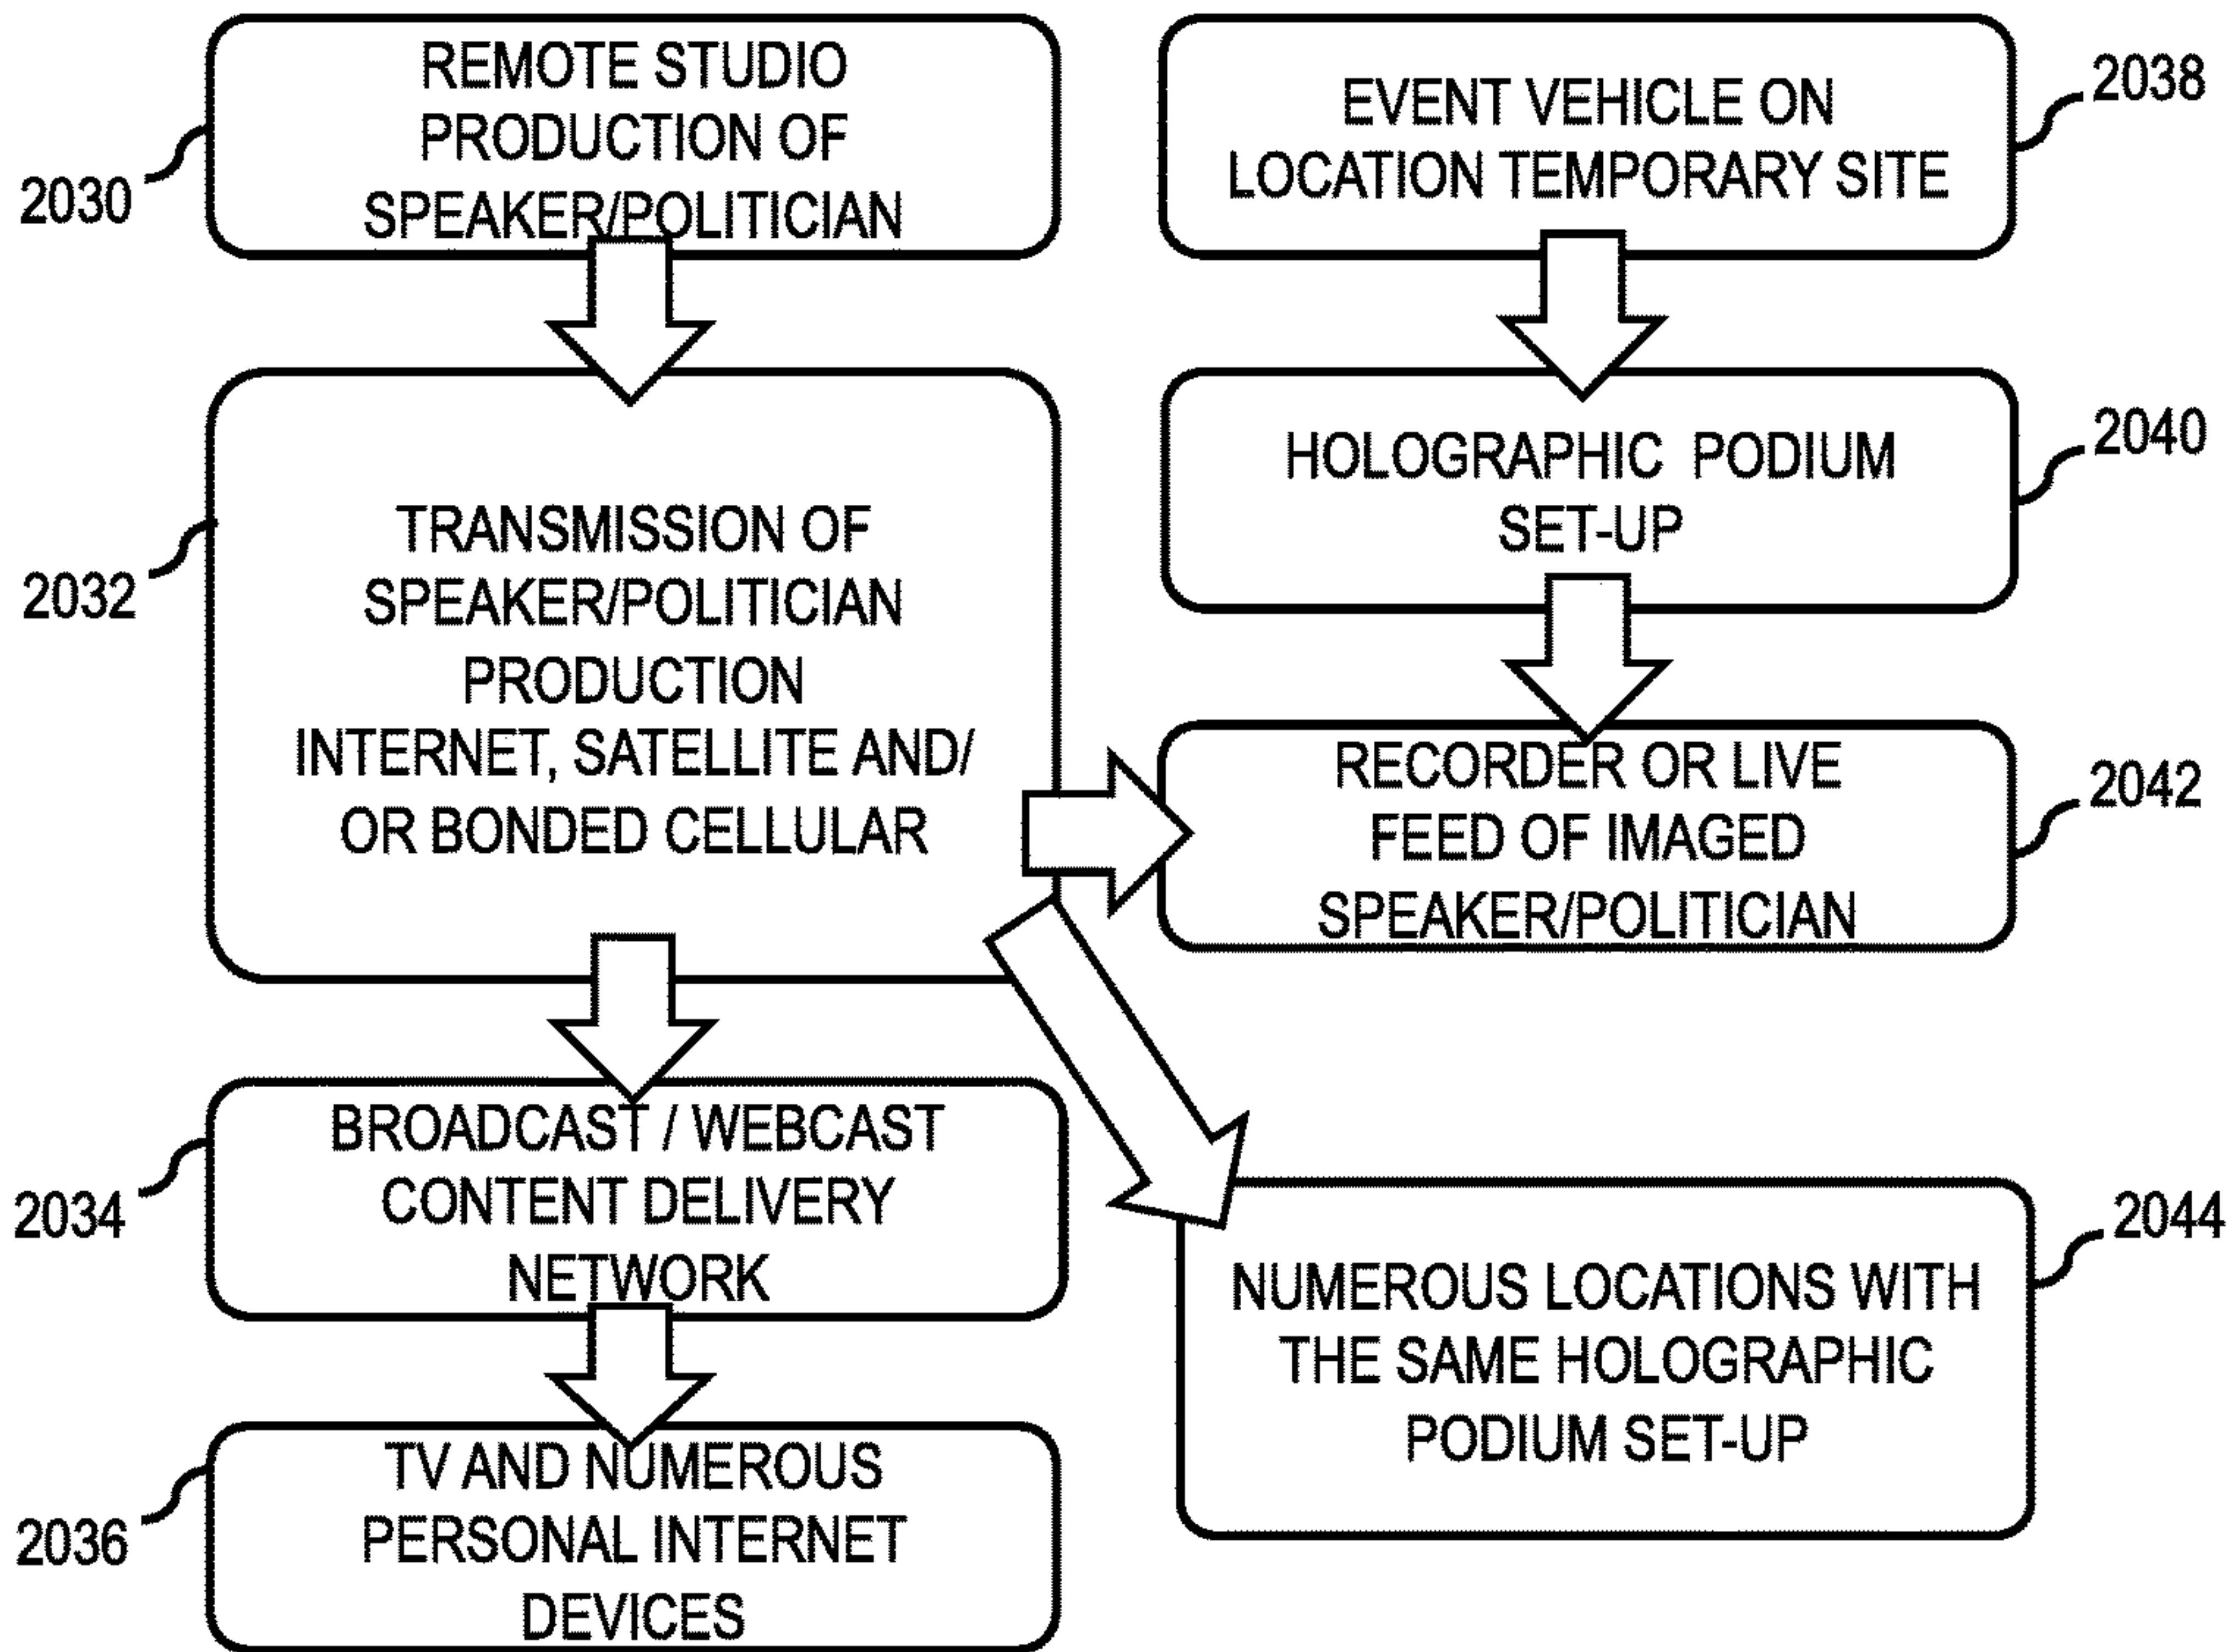 REMOTE STUDIO
PRODUCTION OF
SPEAKER/POLITICIAN
2030
TRANSMISSION OF
SPEAKER/POLITICIAN
PRODUCTION
INTERNET, SATELLITE AND/
OR BONDED CELLULAR
2032
BROADCAST / WEBCAST
CONTENT DELIVERY
NETWORK
2034
TV AND NUMEROUS
PERSONAL INTERNET
DEVICES
2036
EVENT VEHICLE ON
LOCATION TEMPORARY SITE
2038
HOLOGRAPHIC PODIUM
SET-UP
2040
RECORDER OR LIVE
FEED OF IMAGED
SPEAKER/POLITICIAN
2042
NUMEROUS LOCATIONS WITH
THE SAME HOLOGRAPHIC
PODIUM SET-UP
2044